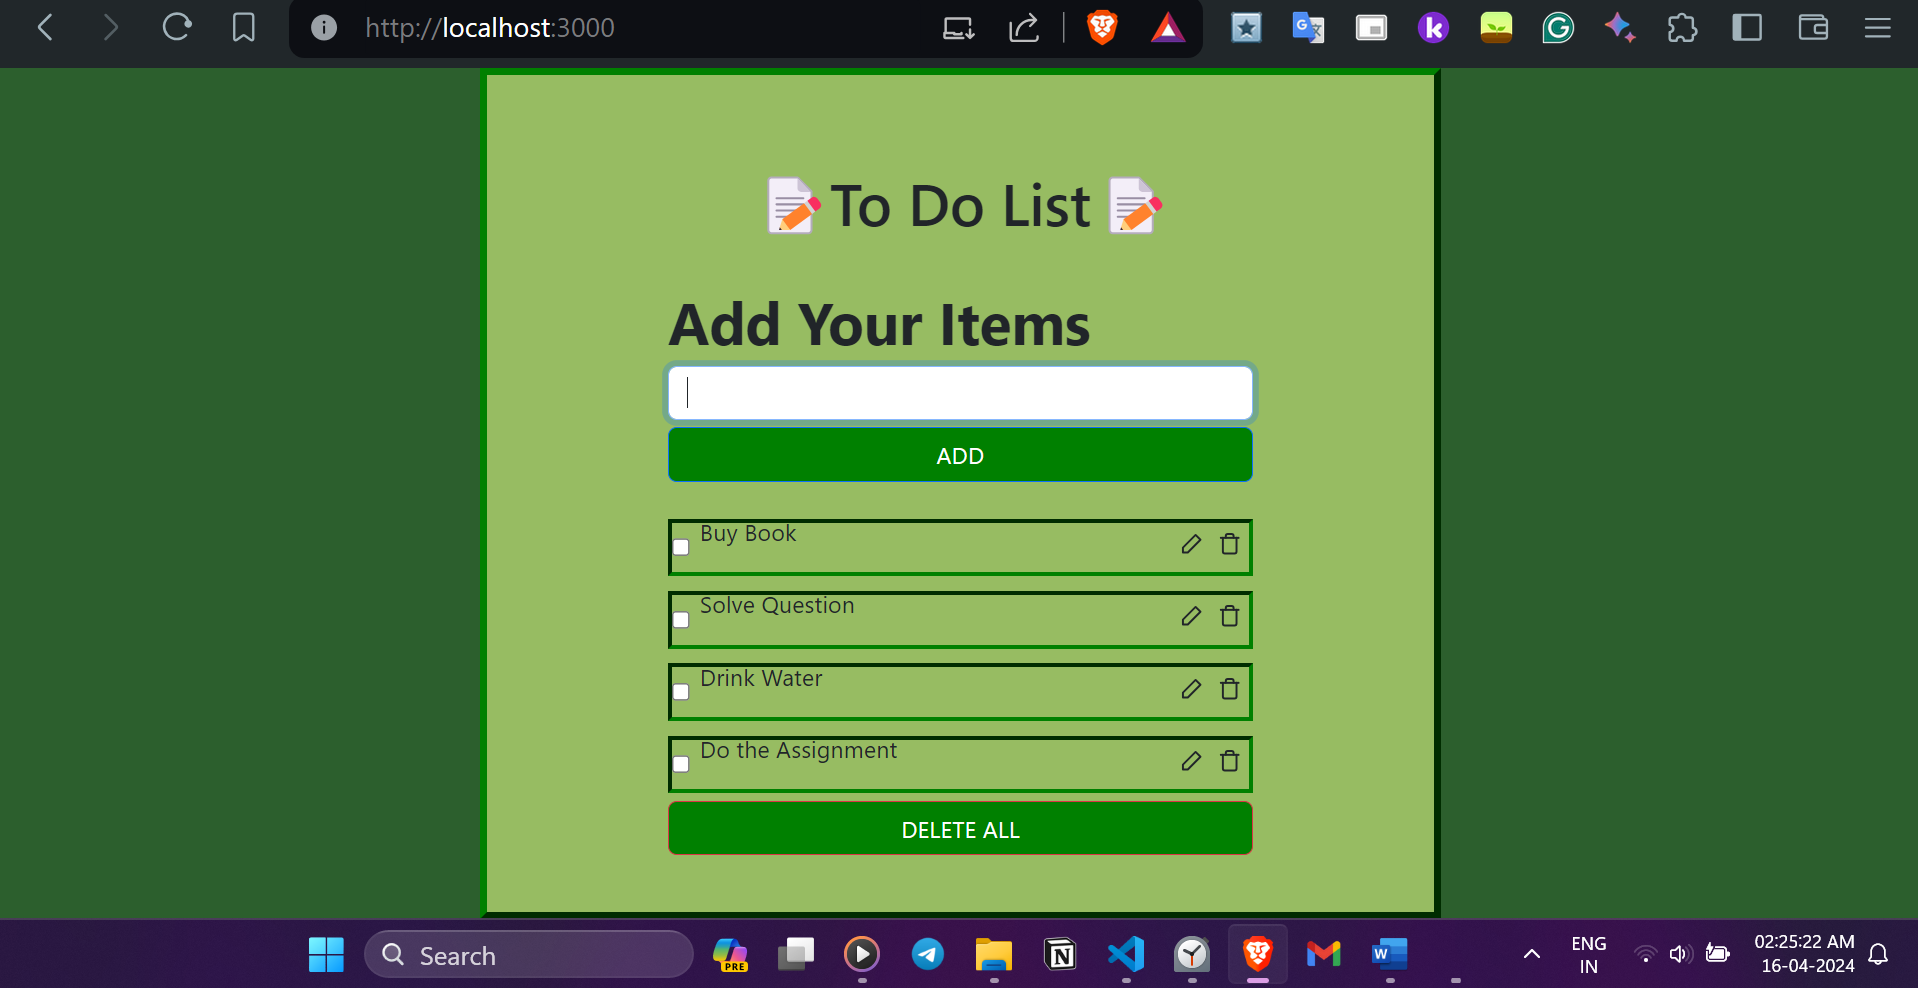 http://localhost:3000
📝To Do List 📝
Add Your Items
ADD
Buy Book
Solve Question
Drink Water
Do the Assignment
DELETE ALL
Search
PRE
ENG
IN
02:25:22 AM
16-04-2024